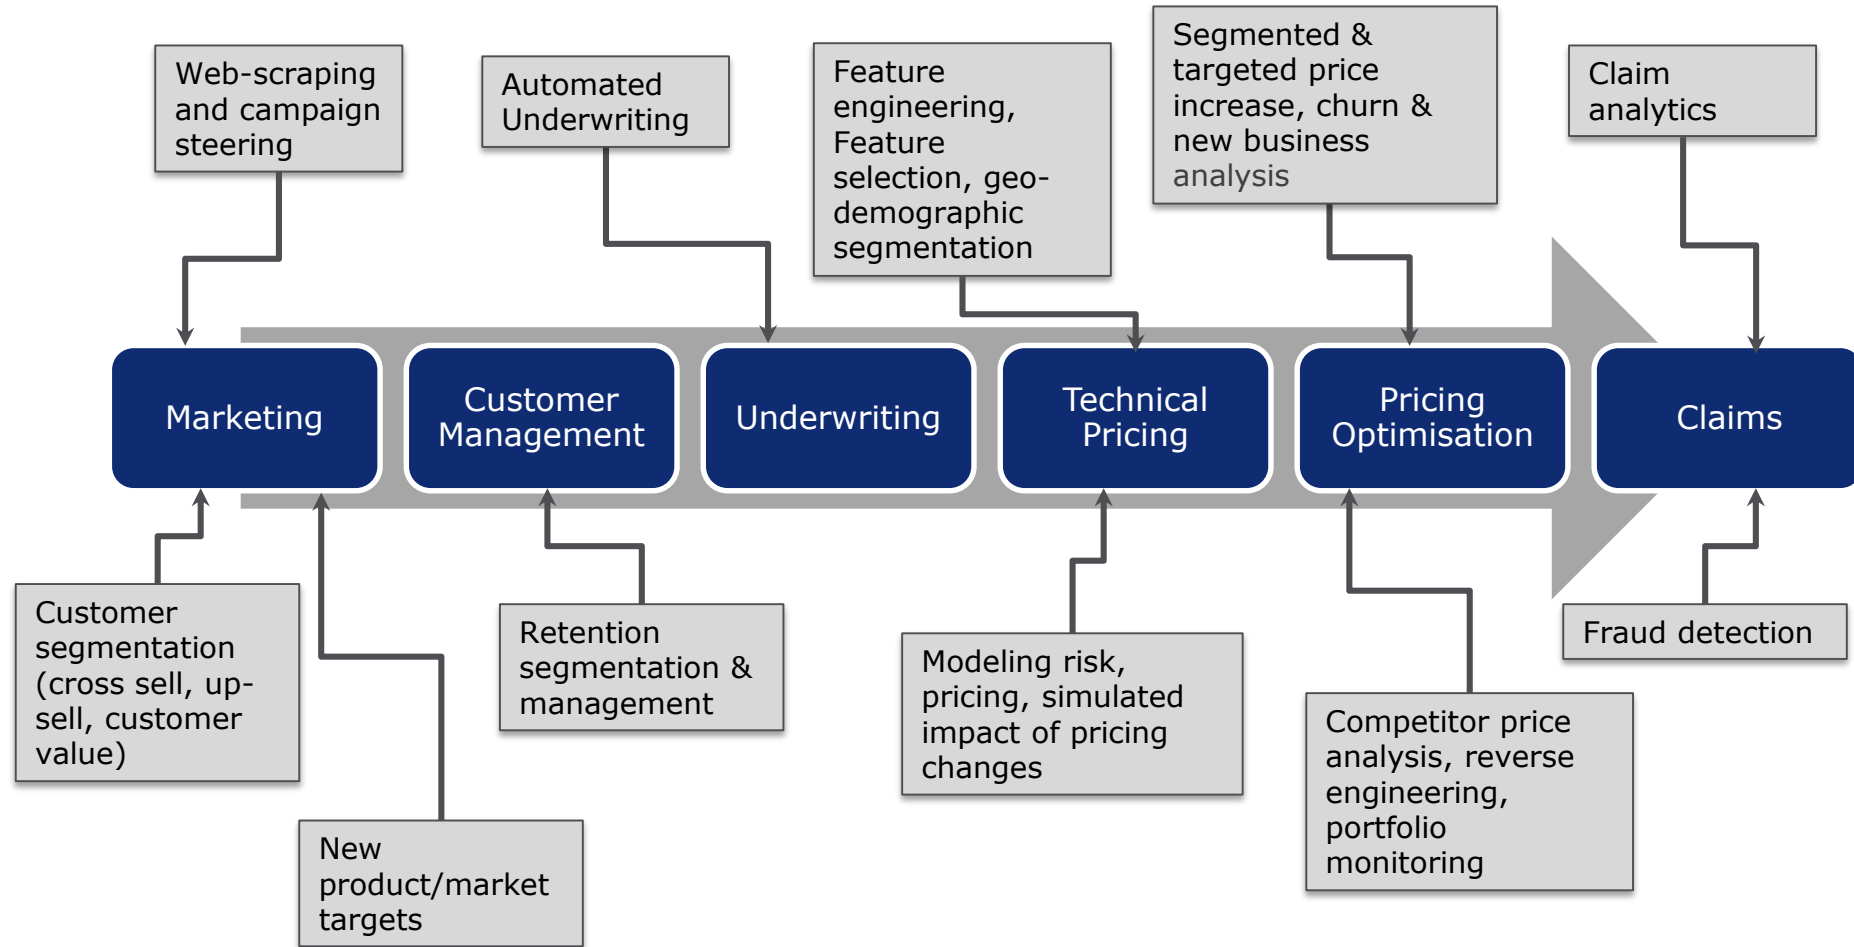 Web-scraping
and campaign
steering
Automated
Underwriting
Feature
engineering,
Feature
selection, geo-
demographic
segmentation
Segmented &
targeted price
increase, churn &
new business
analysis
Claim
analytics
Marketing
Customer
Management
Underwriting
Technical
Pricing
Pricing
Optimisation
Claims
Customer
segmentation
(cross sell, up-
sell, customer
value)
New
product/market
targets
Retention
segmentation &
management
Modeling risk,
pricing, simulated
impact of pricing
changes
Competitor price
analysis, reverse
engineering,
portfolio
monitoring
Fraud detection